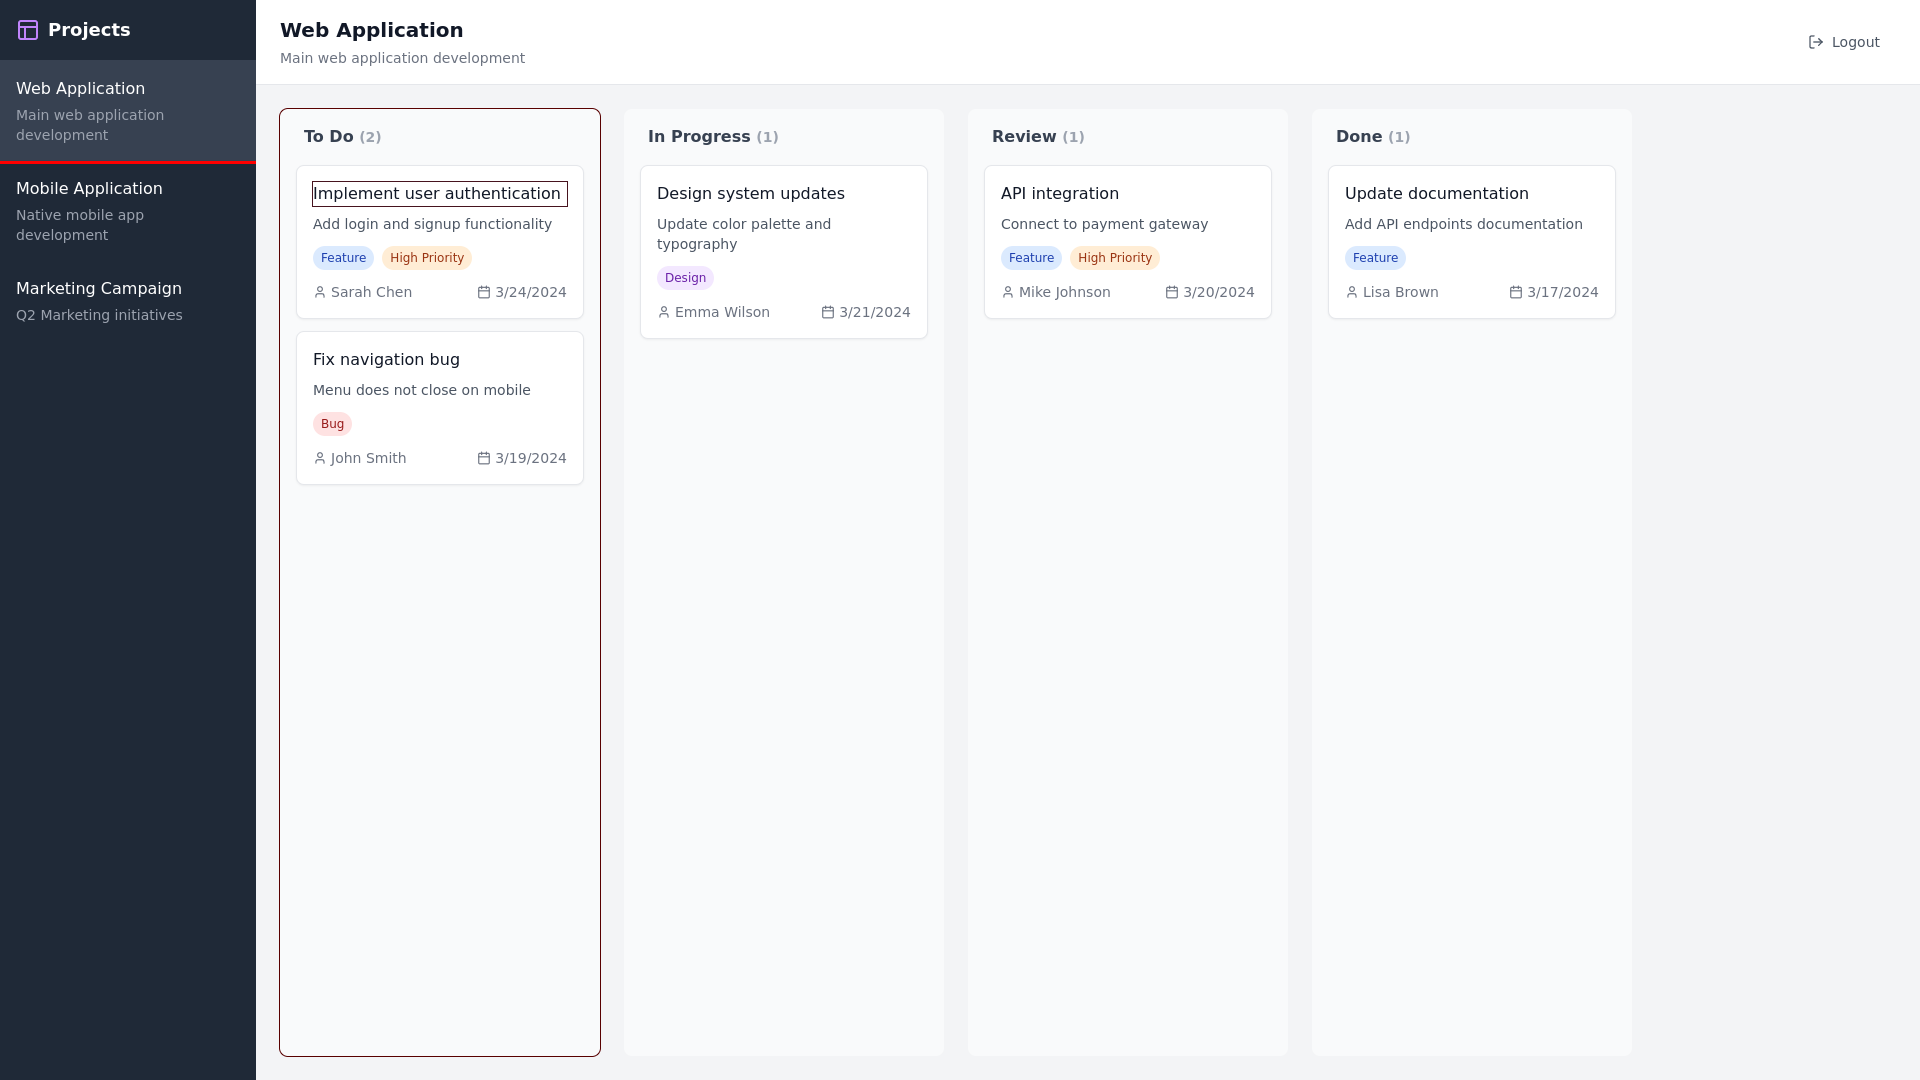 Projects
Web Application
Main web application
development
Mobile Application
Native mobile app
development
Marketing Campaign
Q2 Marketing initiatives
Web Application
Main web application development
Logout
To Do (2)
Implement user authentication
Add login and signup functionality
Feature High Priority
Sarah Chen 3/24/2024
Fix navigation bug
Menu does not close on mobile
Bug
John Smith 3/19/2024
In Progress (1)
Design system updates
Update color palette and
typography
Design
Emma Wilson 3/21/2024
Review (1)
API integration
Connect to payment gateway
Feature High Priority
Mike Johnson 3/20/2024
Done (1)
Update documentation
Add API endpoints documentation
Feature
Lisa Brown 3/17/2024